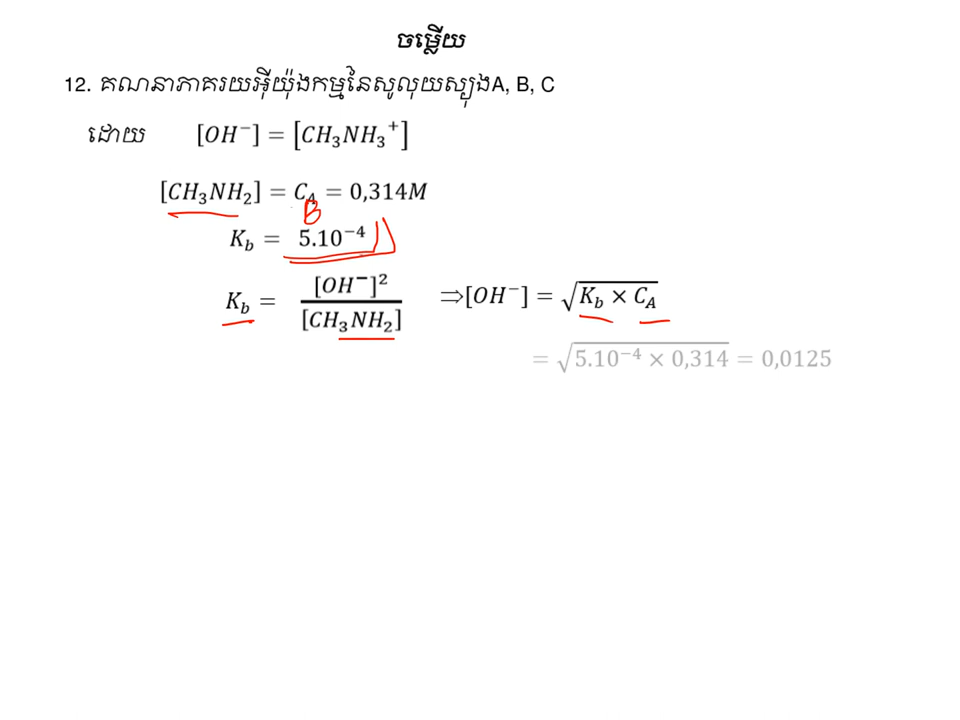 ចម្លើយ
12. គណនាភាគរយអ៊ីយ៉ុងកម្មនៃសូលុយស្យុងA, B, C
ដោយ [OH⁻] = [CH₃NH₃⁺]
[CH₃NH₂] = C_A = 0,314M
B
K_b = 5.10⁻⁴
K_b = [OH⁻]² / [CH₃NH₂] ⇒[OH⁻] = √(K_b × C_A)
= √(5.10⁻⁴ × 0,314) = 0,0125